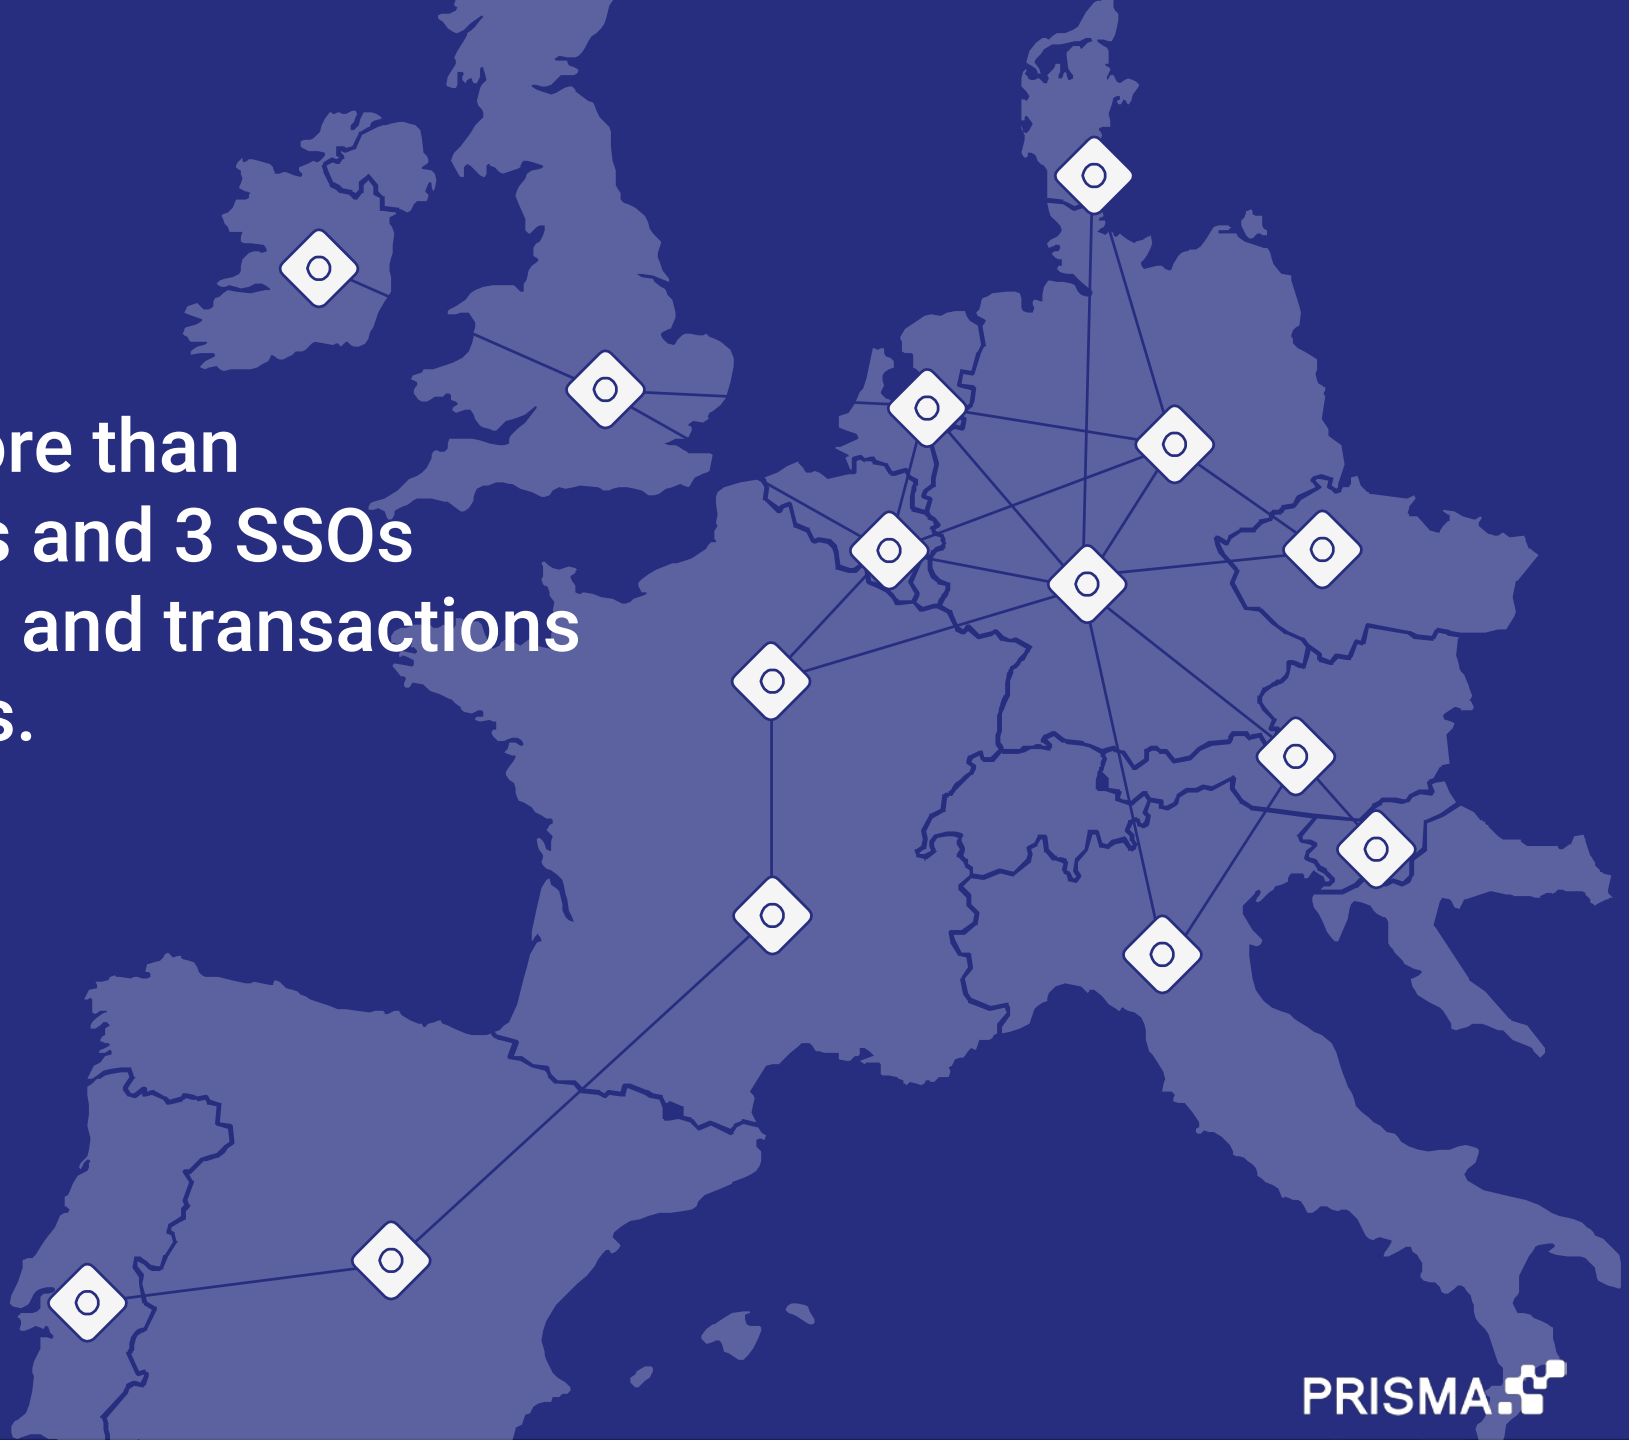 ore than
s and 3 SSOs
and transactions
s.
PRISMA